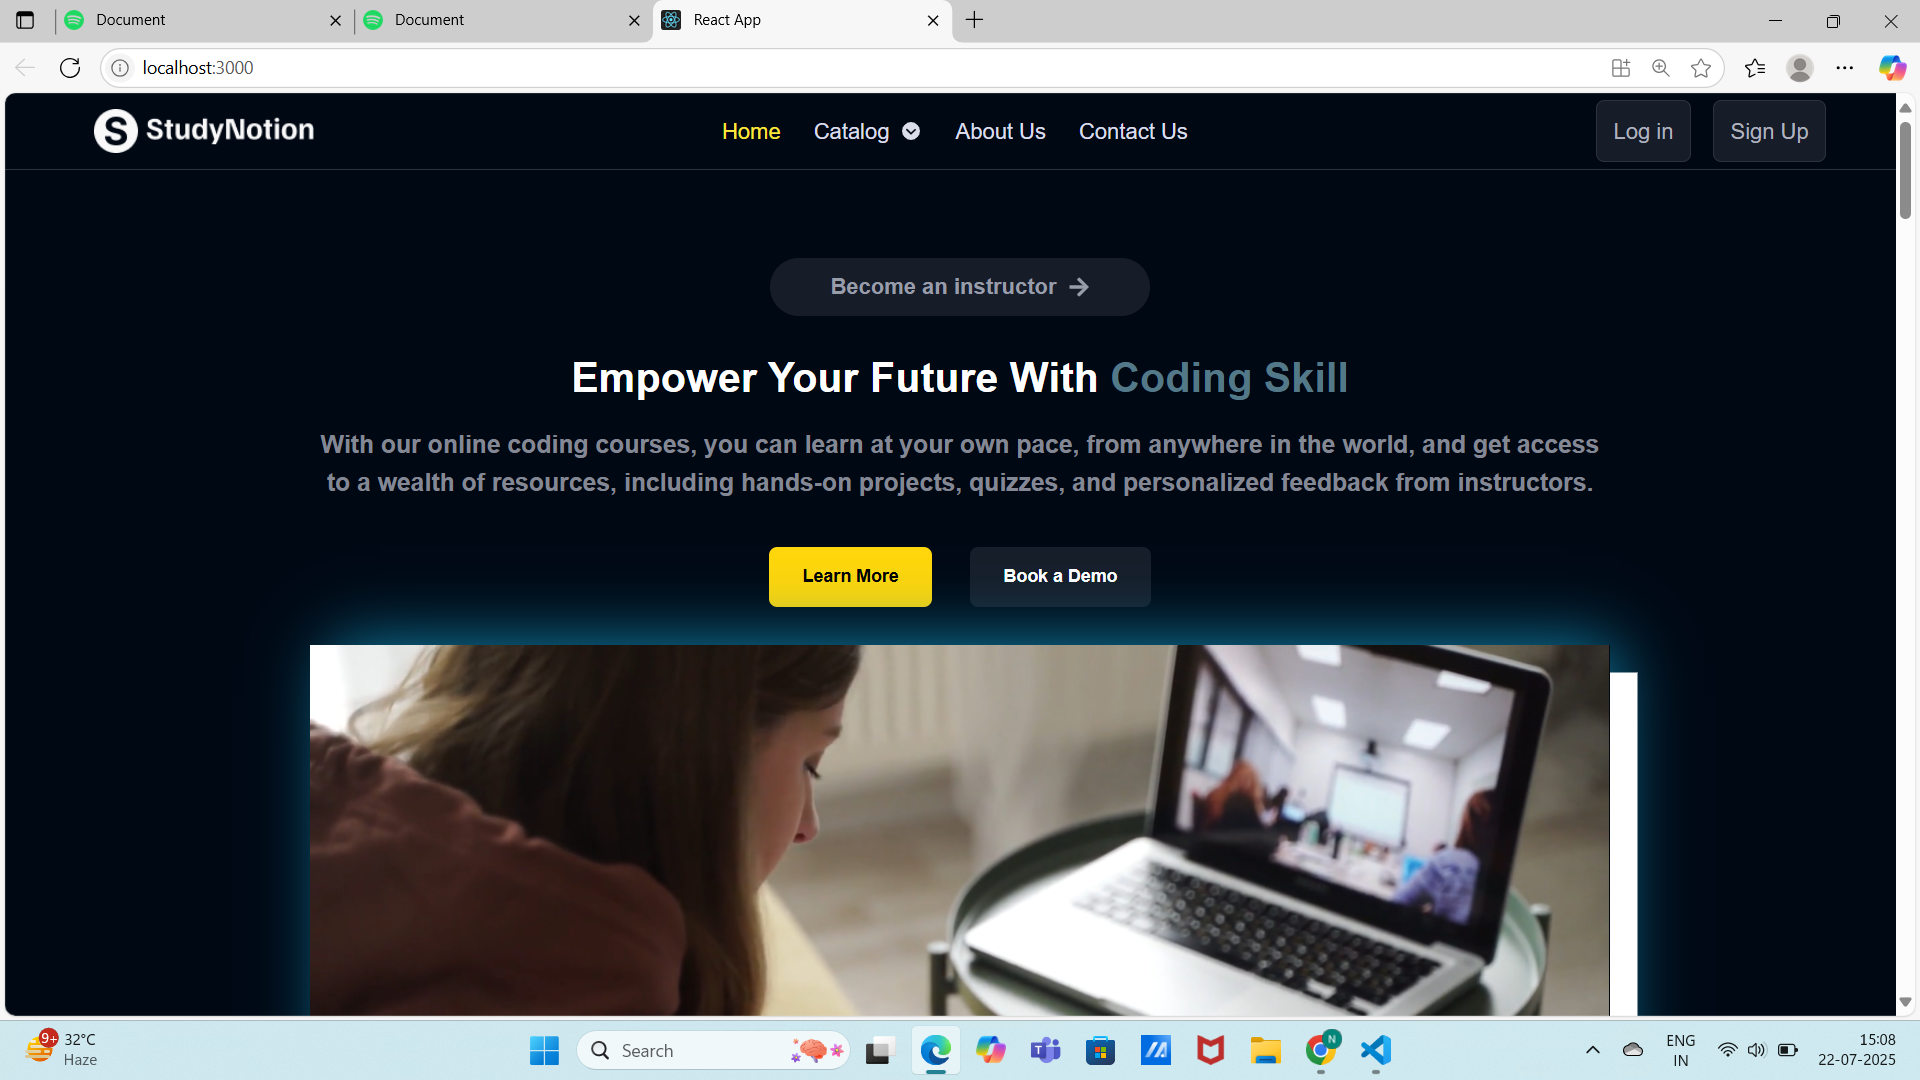 Document
Document
React App
localhost:3000
StudyNotion
Home
Catalog
About Us
Contact Us
Log in
Sign Up
Become an instructor
Empower Your Future With Coding Skill
With our online coding courses, you can learn at your own pace, from anywhere in the world, and get access
to a wealth of resources, including hands-on projects, quizzes, and personalized feedback from instructors.
Learn More
Book a Demo
9+
32°C
Haze
Search
N
ENG
IN
15:08
22-07-2025